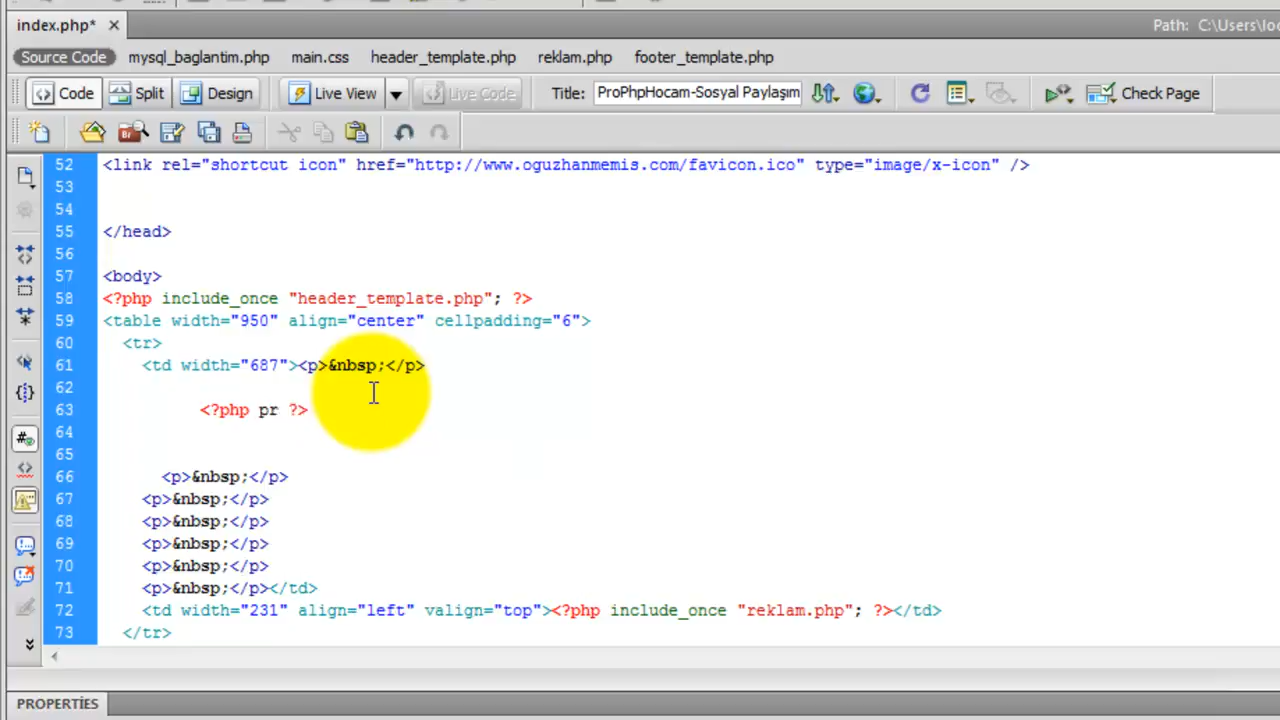 index.php*
Path: C:\Users\
Source Code mysql_baglantim.php main.css header_template.php reklam.php footer_template.php
Code Split Design Live View Live Code Title: ProPhpHocam-Sosyal Paylaşım Check Page
Br
52 <link rel="shortcut icon" href="http://www.oguzhanmemis.com/favicon.ico" type="image/x-icon" />
53
54
55 </head>
56
57 <body>
58 <?php include_once "header_template.php"; ?>
59 <table width="950" align="center" cellpadding="6">
60 <tr>
61 <td width="687"><p>&nbsp;</p>
62
63 <?php pr ?>
64
65
66 <p>&nbsp;</p>
67 <p>&nbsp;</p>
68 <p>&nbsp;</p>
69 <p>&nbsp;</p>
70 <p>&nbsp;</p>
71 <p>&nbsp;</p></td>
72 <td width="231" align="left" valign="top"><?php include_once "reklam.php"; ?></td>
73 </tr>
PROPERTİES